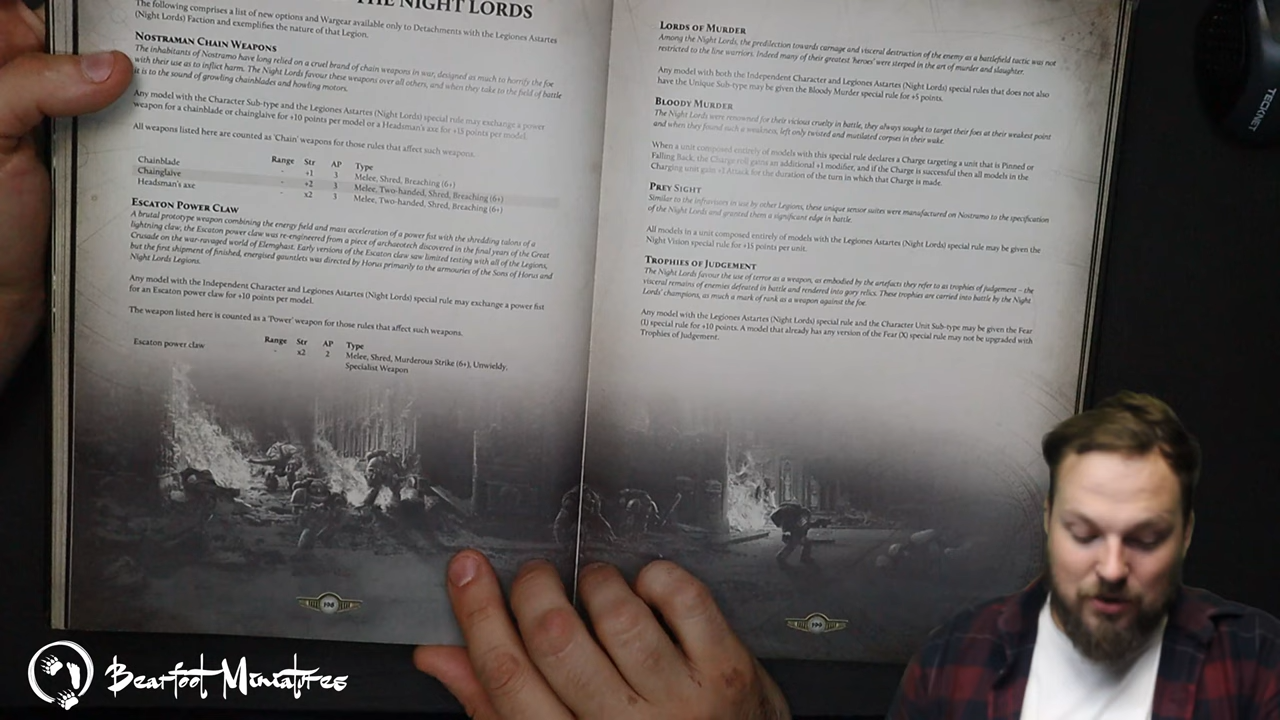 THE NIGHT LORDS
The following comprises a list of new options and Wargear available only to Detachments with the Legiones Astartes
(Night Lords) Faction and exemplifies the nature of that Legion.
Nostraman Chain Weapons
The inhabitants of Nostramo have long relied on a cruel brand of chain weapons in war, designed as much to horrify the foe
with their use as to inflict harm. The Night Lords favour these weapons over all others, and when they take to the field of battle
it is to the sound of growling chainblades and howling motors.
Any model with the Character Sub-type and the Legiones Astartes (Night Lords) special rule may exchange a power
weapon for a chainblade or chainglaive for +10 points per model or a Headsman's axe for +15 points per model.
All weapons listed here are counted as 'Chain' weapons for those rules that affect such weapons.
Range Str AP Type
Chainblade - +1 3 Melee, Shred, Breaching (6+)
Chainglaive - +2 3 Melee, Two-handed, Shred, Breaching (6+)
Headsman's axe - x2 3 Melee, Two-handed, Shred, Breaching (6+)
Escaton Power Claw
A brutal prototype weapon combining the energy field and mass acceleration of a power fist with the shredding talons of a
lightning claw, the Escaton power claw was re-engineered from a piece of archaeotech discovered in the final years of the Great
Crusade on the war-ravaged world of Elemghast. Early versions of the Escaton claw saw limited testing with all of the Legions,
but the first shipment of finished, energised gauntlets was directed by Horus primarily to the armouries of the Sons of Horus and
Night Lords Legions.
Any model with the Independent Character and Legiones Astartes (Night Lords) special rule may exchange a power fist
for an Escaton power claw for +10 points per model.
The weapon listed here is counted as a 'Power' weapon for those rules that affect such weapons.
Range Str AP Type
Escaton power claw - x2 2 Melee, Shred, Murderous Strike (6+), Unwieldy,
Specialist Weapon
198
Lords of Murder
Among the Night Lords, the predilection towards carnage and visceral destruction of the enemy as a battlefield tactic was not
restricted to the line warriors. Indeed many of their greatest 'heroes' were steeped in the art of murder and slaughter.
Any model with both the Independent Character and Legiones Astartes (Night Lords) special rules that does not also
have the Unique Sub-type may be given the Bloody Murder special rule for +5 points.
Bloody Murder
The Night Lords were renowned for their vicious cruelty in battle, they always sought to target their foes at their weakest point
and when they found such a weakness, left only twisted and mutilated corpses in their wake.
When a unit composed entirely of models with this special rule declares a Charge targeting a unit that is Pinned or
Falling Back, the Charge roll gains an additional +1 modifier, and if the Charge is successful then all models in the
Charging unit gain Attack for the duration of the turn in which that Charge is made.
Prey Sight
Similar to the infravisors in use by other Legions, these unique sensor suites were manufactured on Nostramo to the specification
of the Night Lords and granted them a significant edge in battle.
All models in a unit composed entirely of models with the Legiones Astartes (Night Lords) special rule may be given the
Night Vision special rule for +15 points per unit.
Trophies of Judgement
The Night Lords favour the use of terror as a weapon, as embodied by the artefacts they refer to as trophies of judgement – the
visceral remains of enemies defeated in battle and rendered into gory relics. These trophies are carried into battle by the Night
Lords' champions, as much a mark of rank as a weapon against the foe.
Any model with the Legiones Astartes (Night Lords) special rule and the Character Unit Sub-type may be given the Fear
(1) special rule for +10 points. A model that already has any version of the Fear (X) special rule may not be upgraded with
Trophies of Judgement.
199
TECKNET
Bearfoot Miniatures